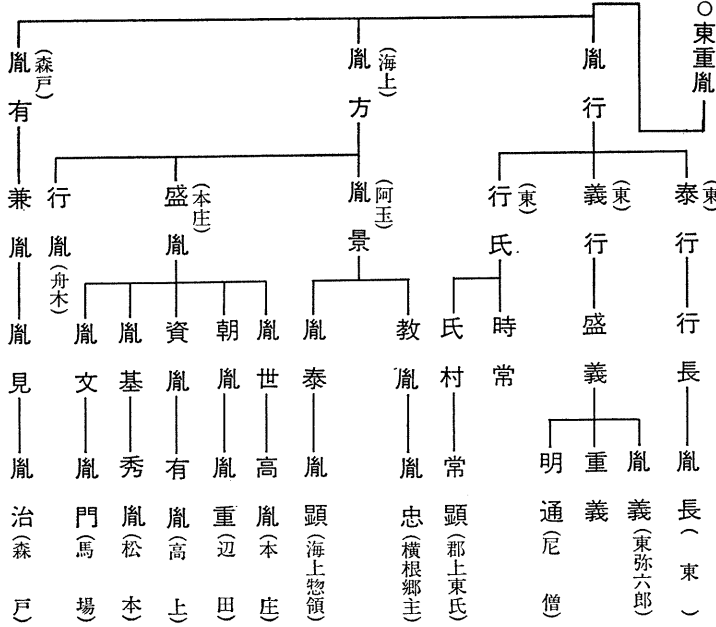 ○東重胤
胤行
(海上)
胤方
(森戸)
胤有
(東)
泰行
(東)
義行
(東)
行氏
(阿玉)
胤景
(本庄)
盛胤
行胤(舟木)
兼胤
行長
盛義
時常
氏村
教胤
胤泰
胤世
朝胤
資胤
胤基
胤文
胤見
胤長(東)
胤義(東弥六郎)
重義
明通(尼僧)
常顕(郡上東氏)
胤忠(横根郷主)
胤顕(海上惣領)
高胤(本庄)
胤重(辺田)
有胤(高上)
秀胤(松本)
胤門(馬場)
胤治(森戸)